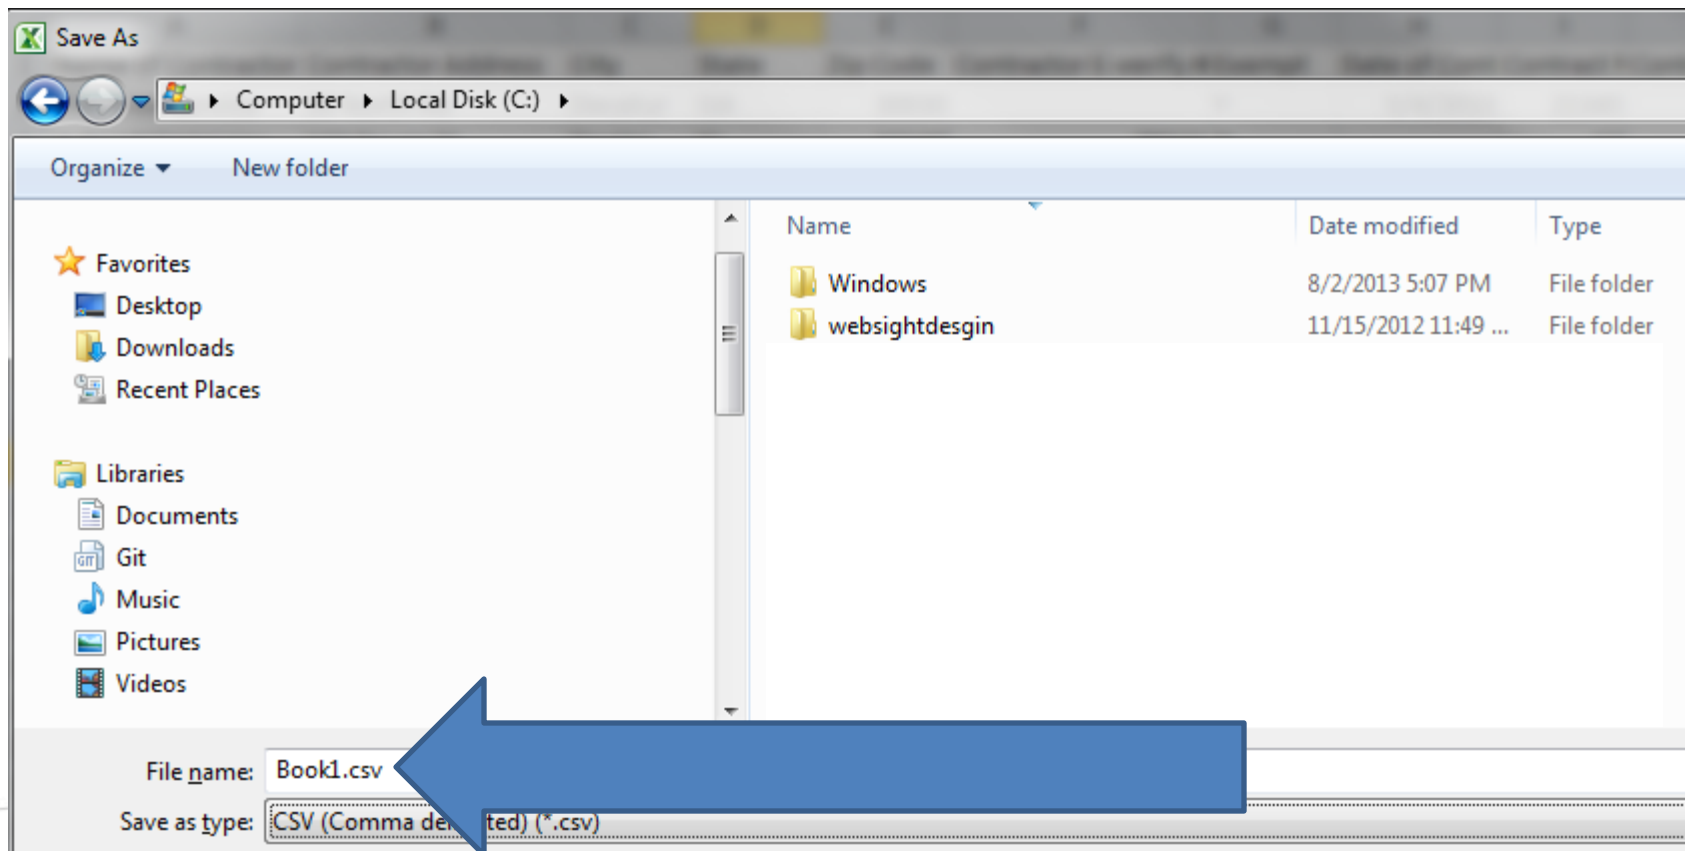 Save As
Computer Local Disk (C:)
Organize New folder
Name Date modified Type
Favorites
Windows 8/2/2013 5:07 PM File folder
Desktop
websightdesgin 11/15/2012 11:49 ... File folder
Downloads
Recent Places
Libraries
Documents
Git
Music
Pictures
Videos
File name: Book1.csv
Save as type: CSV (Comma de ted) (*.csv)